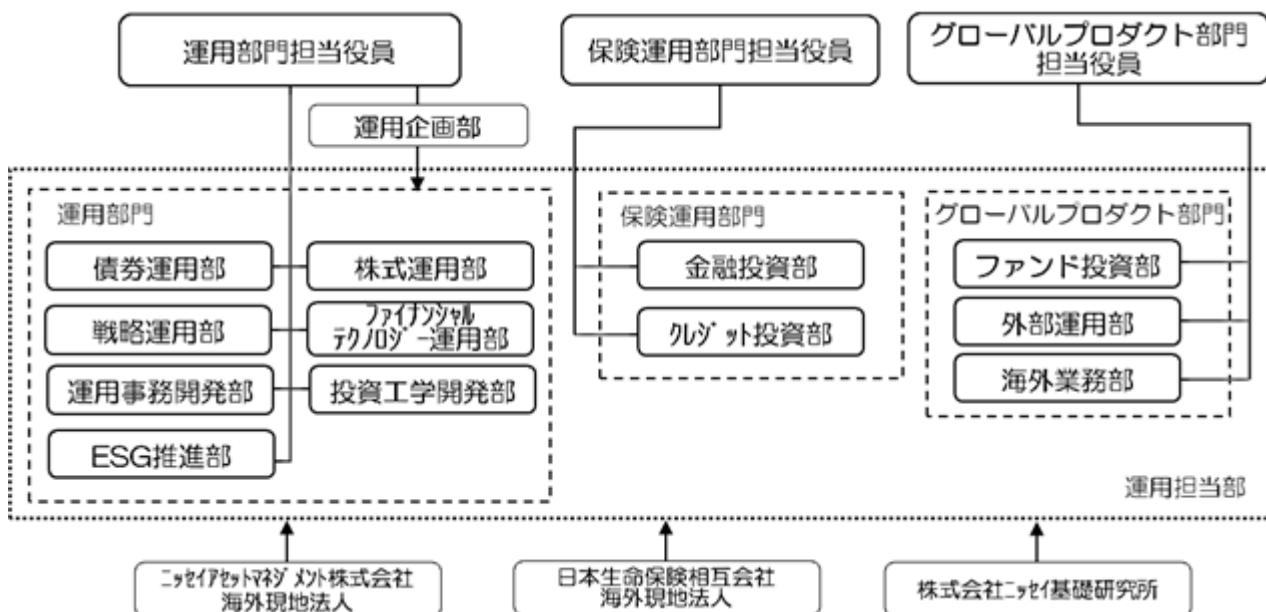 運用部門担当役員
保険運用部門担当役員
グローバルプロダクト部門
担当役員
運用企画部
運用部門
債券運用部
株式運用部
戦略運用部
ファイナンシャル
テクノロジー運用部
運用事務開発部
投資工学開発部
ESG推進部
保険運用部門
金融投資部
クレジット投資部
グローバルプロダクト部門
ファンド投資部
外部運用部
海外業務部
運用担当部
ニッセイアセットマネジメント株式会社
海外現地法人
日本生命保険相互会社
海外現地法人
株式会社ニッセイ基礎研究所